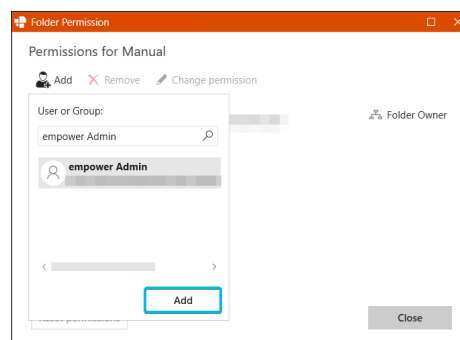 Folder Permission
Permissions for Manual
Add Remove Change permission
User or Group:
Folder Owner
empower Admin
empower Admin
Add
Close